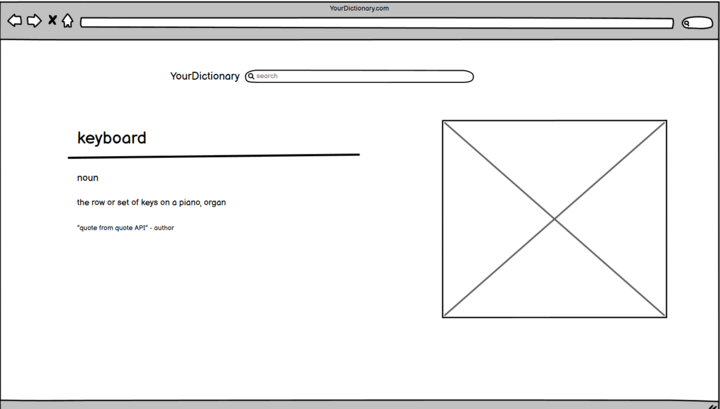 YourDictionary.com
YourDictionary
search
keyboard
noun
the row or set of keys on a piano, organ
"quote from quote API" - author